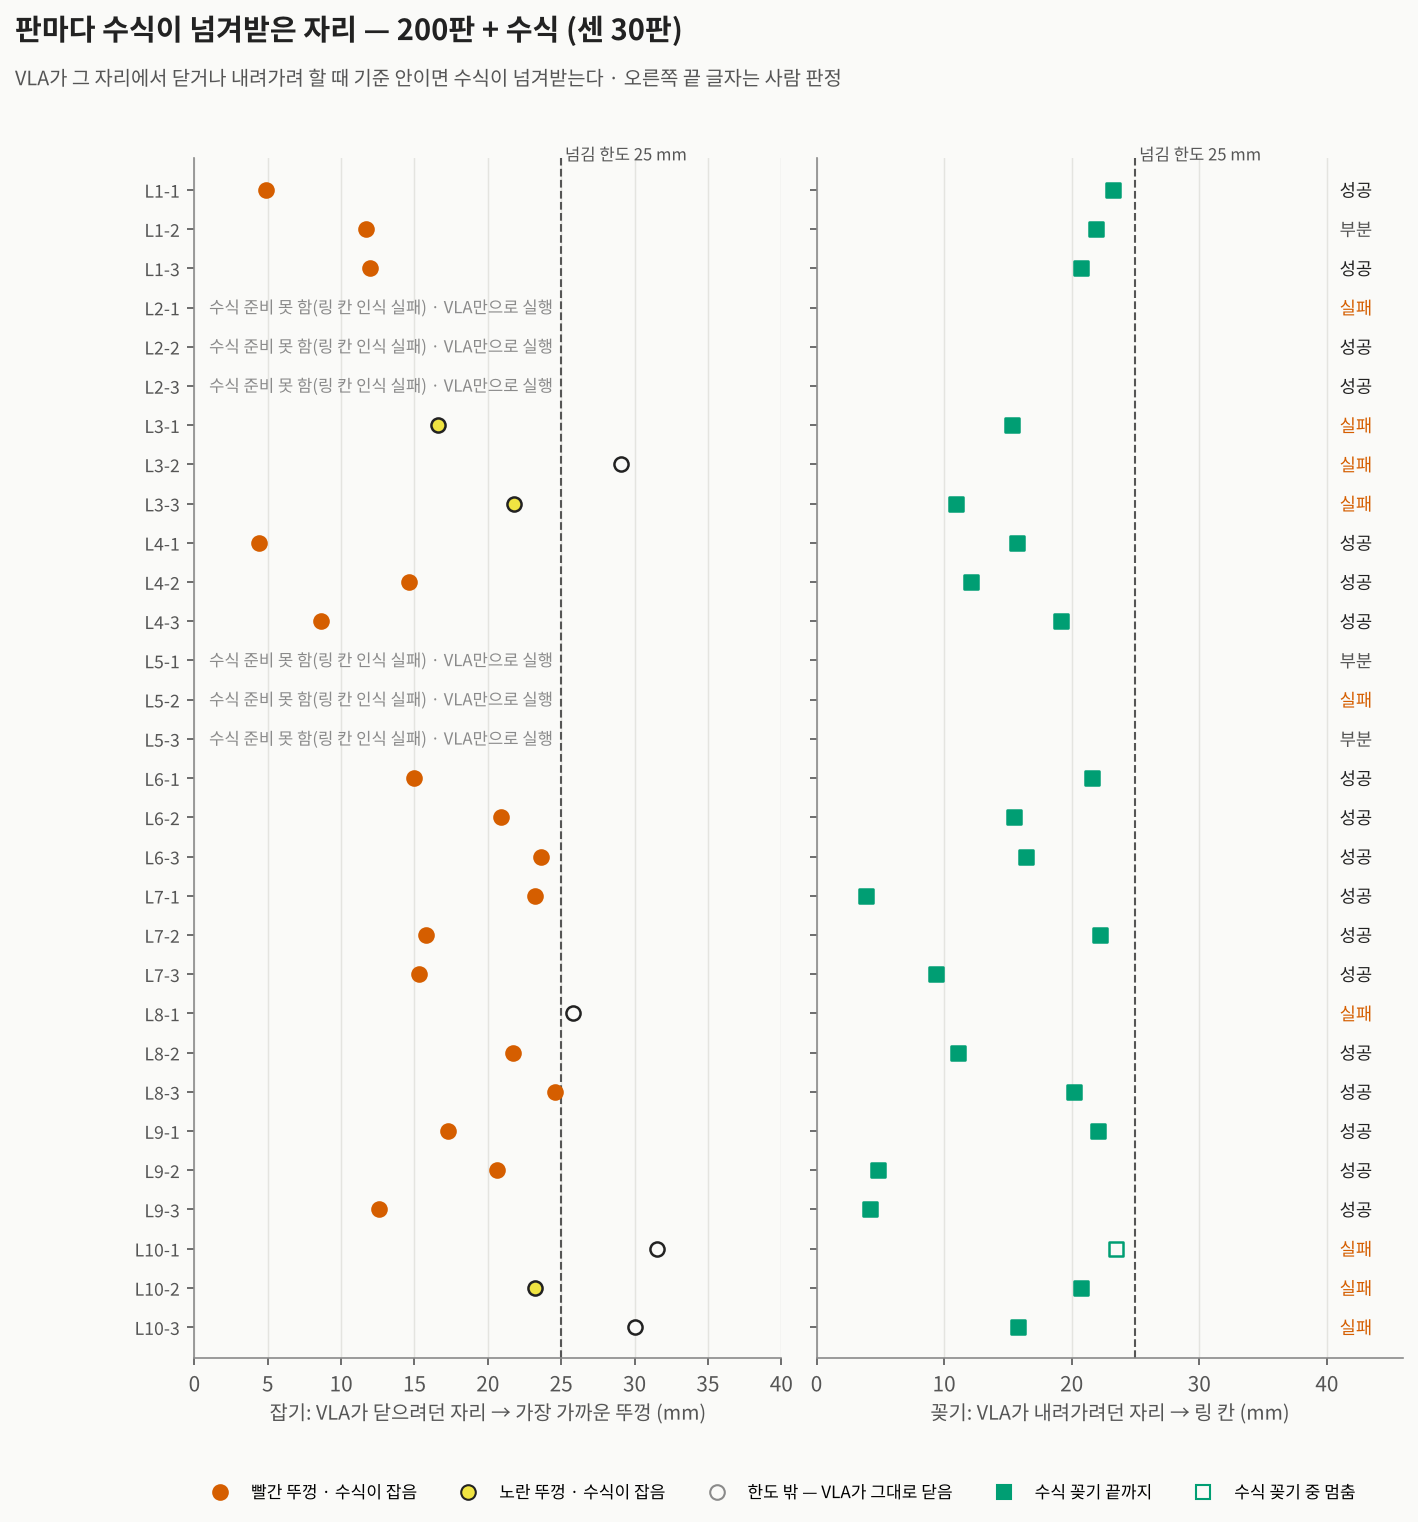 판마다 수식이 넘겨받은 자리 — 200판 + 수식 (센 30판)
VLA가 그 자리에서 닫거나 내려가려 할 때 기준 안이면 수식이 넘겨받는다 · 오른쪽 끝 글자는 사람 판정
넘김 한도 25 mm 넘김 한도 25 mm
L1-1 성공
L1-2 부분
L1-3 성공
L2-1 수식 준비 못 함(링 칸 인식 실패) · VLA만으로 실행 실패
L2-2 수식 준비 못 함(링 칸 인식 실패) · VLA만으로 실행 성공
L2-3 수식 준비 못 함(링 칸 인식 실패) · VLA만으로 실행 성공
L3-1 실패
L3-2 실패
L3-3 실패
L4-1 성공
L4-2 성공
L4-3 성공
L5-1 수식 준비 못 함(링 칸 인식 실패) · VLA만으로 실행 부분
L5-2 수식 준비 못 함(링 칸 인식 실패) · VLA만으로 실행 실패
L5-3 수식 준비 못 함(링 칸 인식 실패) · VLA만으로 실행 부분
L6-1 성공
L6-2 성공
L6-3 성공
L7-1 성공
L7-2 성공
L7-3 성공
L8-1 실패
L8-2 성공
L8-3 성공
L9-1 성공
L9-2 성공
L9-3 성공
L10-1 실패
L10-2 실패
L10-3 실패
0 5 10 15 20 25 30 35 40 0 10 20 30 40
잡기: VLA가 닫으려던 자리 → 가장 가까운 뚜껑 (mm) 꽂기: VLA가 내려가려던 자리 → 링 칸 (mm)
빨간 뚜껑 · 수식이 잡음 노란 뚜껑 · 수식이 잡음 한도 밖 — VLA가 그대로 닫음 수식 꽂기 끝까지 수식 꽂기 중 멈춤